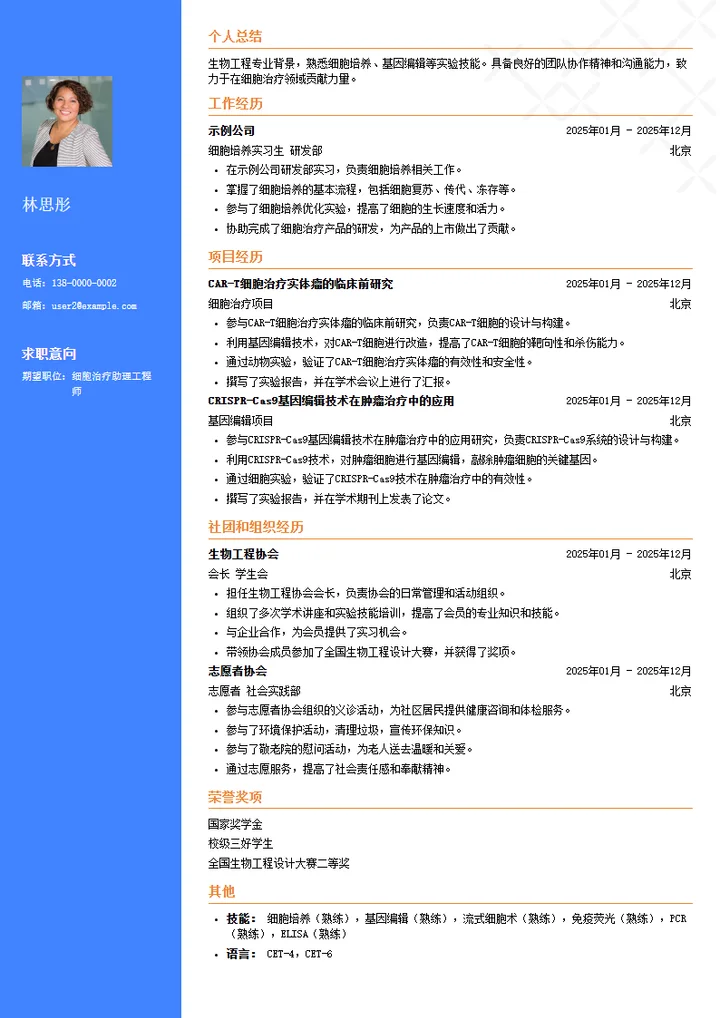 林思彤
联系方式
电话：138-0000-0002
邮箱：user2@example.com
求职意向
期望职位：细胞治疗助理工程
师
个人总结
生物工程专业背景，熟悉细胞培养、基因编辑等实验技能。具备良好的团队协作精神和沟通能力，致
力于在细胞治疗领域贡献力量。
工作经历
示例公司 2025年01月 - 2025年12月
细胞培养实习生 研发部 北京
• 在示例公司研发部实习，负责细胞培养相关工作。
• 掌握了细胞培养的基本流程，包括细胞复苏、传代、冻存等。
• 参与了细胞培养优化实验，提高了细胞的生长速度和活力。
• 协助完成了细胞治疗产品的研发，为产品的上市做出了贡献。
项目经历
CAR-T细胞治疗实体瘤的临床前研究 2025年01月 - 2025年12月
细胞治疗项目 北京
• 参与CAR-T细胞治疗实体瘤的临床前研究，负责CAR-T细胞的设计与构建。
• 利用基因编辑技术，对CAR-T细胞进行改造，提高了CAR-T细胞的靶向性和杀伤能力。
• 通过动物实验，验证了CAR-T细胞治疗实体瘤的有效性和安全性。
• 撰写了实验报告，并在学术会议上进行了汇报。
CRISPR-Cas9基因编辑技术在肿瘤治疗中的应用 2025年01月 - 2025年12月
基因编辑项目 北京
• 参与CRISPR-Cas9基因编辑技术在肿瘤治疗中的应用研究，负责CRISPR-Cas9系统的设计与构建。
• 利用CRISPR-Cas9技术，对肿瘤细胞进行基因编辑，敲除肿瘤细胞的关键基因。
• 通过细胞实验，验证了CRISPR-Cas9技术在肿瘤治疗中的有效性。
• 撰写了实验报告，并在学术期刊上发表了论文。
社团和组织经历
生物工程协会 2025年01月 - 2025年12月
会长 学生会 北京
• 担任生物工程协会会长，负责协会的日常管理和活动组织。
• 组织了多次学术讲座和实验技能培训，提高了会员的专业知识和技能。
• 与企业合作，为会员提供了实习机会。
• 带领协会成员参加了全国生物工程设计大赛，并获得了奖项。
志愿者协会 2025年01月 - 2025年12月
志愿者 社会实践部 北京
• 参与志愿者协会组织的义诊活动，为社区居民提供健康咨询和体检服务。
• 参与了环境保护活动，清理垃圾，宣传环保知识。
• 参与了敬老院的慰问活动，为老人送去温暖和关爱。
• 通过志愿服务，提高了社会责任感和奉献精神。
荣誉奖项
国家奖学金
校级三好学生
全国生物工程设计大赛二等奖
其他
• 技能： 细胞培养（熟练），基因编辑（熟练），流式细胞术（熟练），免疫荧光（熟练），PCR
（熟练），ELISA（熟练）
• 语言： CET-4，CET-6